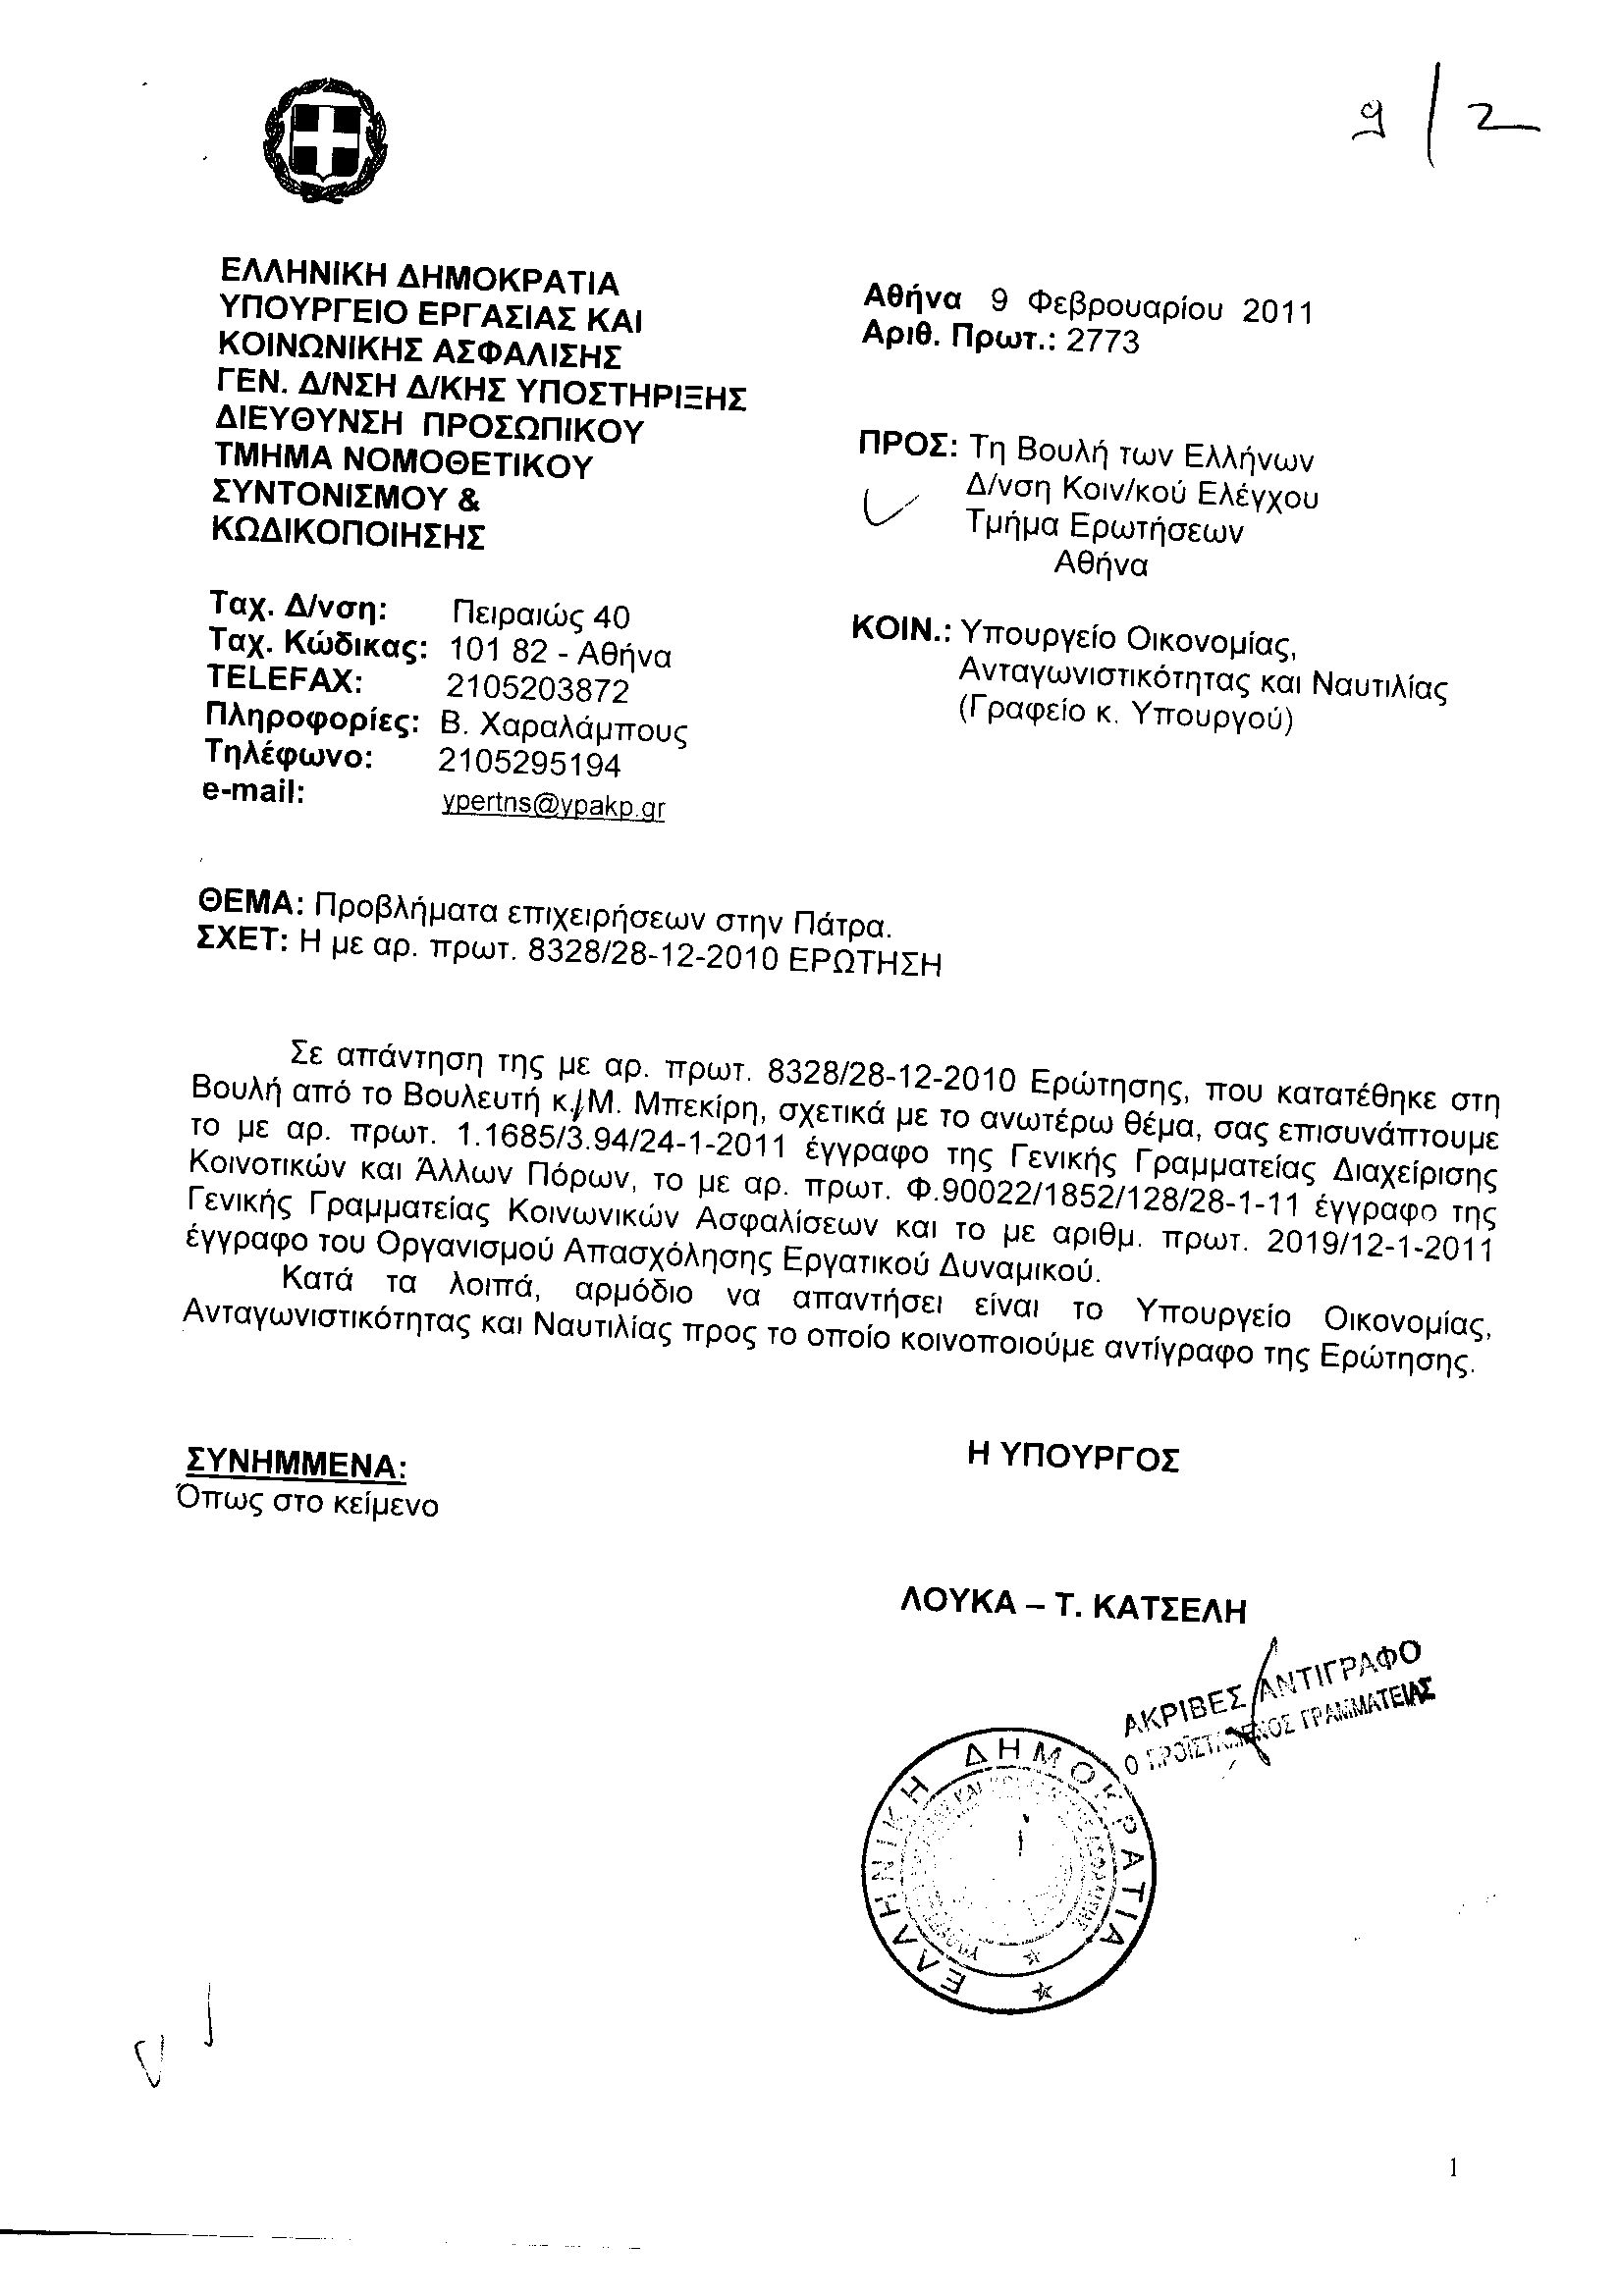 9/2
ΕΛΛΗΝΙΚΗ ΔΗΜΟΚΡΑΤΙΑ
ΥΠΟΥΡΓΕΙΟ ΕΡΓΑΣΙΑΣ ΚΑΙ
ΚΟΙΝΩΝΙΚΗΣ ΑΣΦΑΛΙΣΗΣ
ΓΕΝ. Δ/ΝΣΗ Δ/ΚΗΣ ΥΠΟΣΤΗΡΙΞΗΣ
ΔΙΕΥΘΥΝΣΗ ΠΡΟΣΩΠΙΚΟΥ
ΤΜΗΜΑ ΝΟΜΟΘΕΤΙΚΟΥ
ΣΥΝΤΟΝΙΣΜΟΥ &
ΚΩΔΙΚΟΠΟΙΗΣΗΣ
Ταχ. Δ/νση: Πειραιώς 40
Ταχ. Κώδικας: 101 82 - Αθήνα
TELEFAX: 2105203872
Πληροφορίες: Β. Χαραλάμπους
Τηλέφωνο: 2105295194
e-mail: ypertns@ypakp.gr
Αθήνα 9 Φεβρουαρίου 2011
Αριθ. Πρωτ.: 2773
ΠΡΟΣ: Τη Βουλή των Ελλήνων
Δ/νση Κοιν/κού Ελέγχου
Τμήμα Ερωτήσεων
Αθήνα
ΚΟΙΝ.: Υπουργείο Οικονομίας,
Ανταγωνιστικότητας και Ναυτιλίας
(Γραφείο κ. Υπουργού)
ΘΕΜΑ: Προβλήματα επιχειρήσεων στην Πάτρα.
ΣΧΕΤ: Η με αρ. πρωτ. 8328/28-12-2010 ΕΡΩΤΗΣΗ
Σε απάντηση της με αρ. πρωτ. 8328/28-12-2010 Ερώτησης, που κατατέθηκε στη
Βουλή από το Βουλευτή κ. Μ. Μπεκίρη, σχετικά με το ανωτέρω θέμα, σας επισυνάπτουμε
το με αρ. πρωτ. 1.1685/3.94/24-1-2011 έγγραφο της Γενικής Γραμματείας Διαχείρισης
Κοινοτικών και Άλλων Πόρων, το με αρ. πρωτ. Φ.90022/1852/128/28-1-11 έγγραφο της
Γενικής Γραμματείας Κοινωνικών Ασφαλίσεων και το με αριθμ. πρωτ. 2019/12-1-2011
έγγραφο του Οργανισμού Απασχόλησης Εργατικού Δυναμικού.
Κατά τα λοιπά, αρμόδιο να απαντήσει είναι το Υπουργείο Οικονομίας,
Ανταγωνιστικότητας και Ναυτιλίας προς το οποίο κοινοποιούμε αντίγραφο της Ερώτησης.
ΣΥΝΗΜΜΕΝΑ:
Όπως στο κείμενο
Η ΥΠΟΥΡΓΟΣ
ΛΟΥΚΑ – Τ. ΚΑΤΣΕΛΗ
ΑΚΡΙΒΕΣ ΑΝΤΙΓΡΑΦΟ
Ο ΠΡΟΪΣΤΑΜΕΝΟΣ ΓΡΑΜΜΑΤΕΙΑΣ
ΕΛΛΗΝΙΚΗ ΔΗΜΟΚΡΑΤΙΑ
1